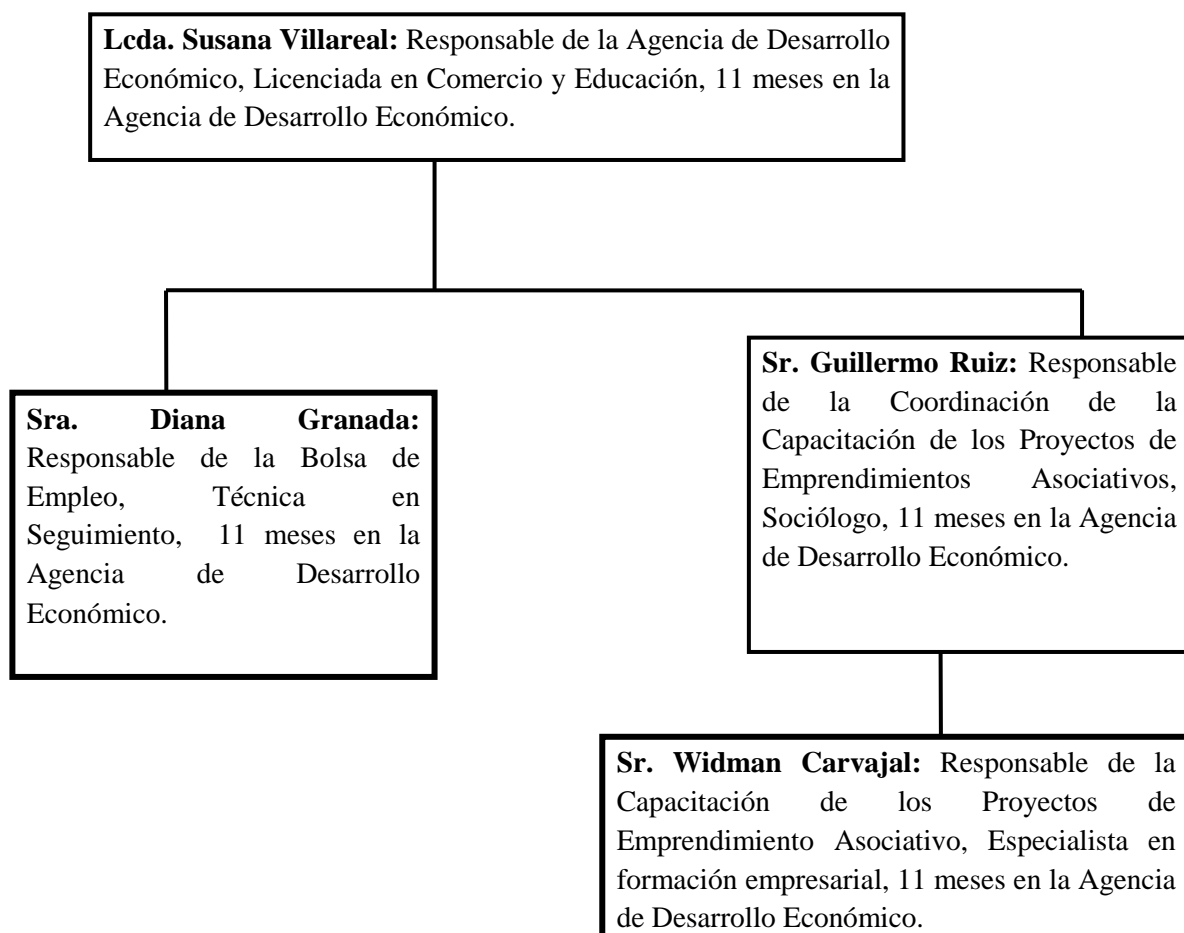 Lcda. Susana Villareal: Responsable de la Agencia de Desarrollo
Económico, Licenciada en Comercio y Educación, 11 meses en la
Agencia de Desarrollo Económico.
Sra. Diana Granada:
Responsable de la Bolsa de
Empleo, Técnica en
Seguimiento, 11 meses en la
Agencia de Desarrollo
Económico.
Sr. Guillermo Ruiz: Responsable
de la Coordinación de la
Capacitación de los Proyectos de
Emprendimientos Asociativos,
Sociólogo, 11 meses en la Agencia
de Desarrollo Económico.
Sr. Widman Carvajal: Responsable de la
Capacitación de los Proyectos de
Emprendimiento Asociativo, Especialista en
formación empresarial, 11 meses en la Agencia
de Desarrollo Económico.